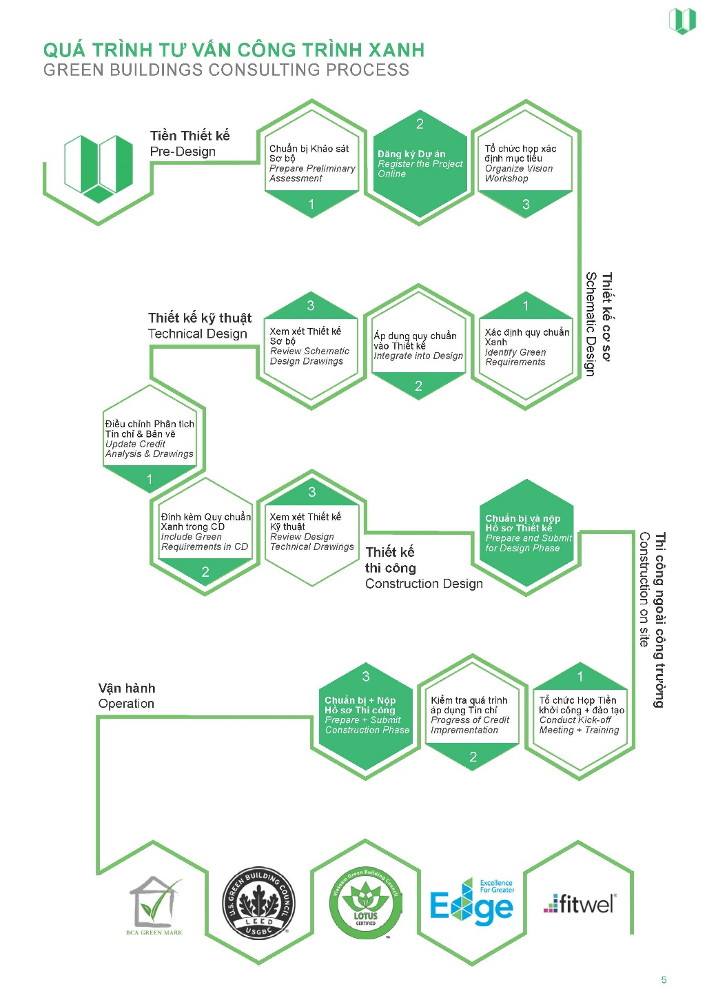 QUÁ TRÌNH TƯ VẤN CÔNG TRÌNH XANH
GREEN BUILDINGS CONSULTING PROCESS
Tiền Thiết kế
Pre-Design
Chuẩn bị Khảo sát
Sơ bộ
Prepare Preliminary
Assessment
1
2
Đăng ký Dự án
Register the Project
Online
Tổ chức họp xác
định mục tiêu
Organize Vision
Workshop
3
Thiết kế cơ sơ
Schematic Design
1
Xác định quy chuẩn
Xanh
Identify Green
Requirements
Áp dụng quy chuẩn
vào Thiết kế
Integrate into Design
2
3
Xem xét Thiết kế
Sơ bộ
Review Schematic
Design Drawings
Thiết kế kỹ thuật
Technical Design
Điều chỉnh Phân tích
Tín chỉ & Bản vẽ
Update Credit
Analysis & Drawings
1
Đính kèm Quy chuẩn
Xanh trong CD
Include Green
Requirements in CD
2
3
Xem xét Thiết kế
Kỹ thuật
Review Design
Technical Drawings
Thiết kế
thi công
Construction Design
Chuẩn bị và nộp
Hồ sơ Thiết kế
Prepare and Submit
for Design Phase
Thi công ngoài công trường
Construction on site
1
Tổ chức Họp Tiền
khởi công + đào tạo
Conduct Kick-off
Meeting + Training
Kiểm tra quá trình
áp dụng Tín chỉ
Progress of Credit
Imprementation
2
3
Chuẩn bị + Nộp
Hồ sơ Thi công
Prepare + Submit
Construction Phase
Vận hành
Operation
BCA GREEN MARK
U.S. GREEN BUILDING COUNCIL
LEED
USGBC
Vietnam Green Building Council
LOTUS
CERTIFIED
™
Excellence
For Greater
Edge
fitwel®
5